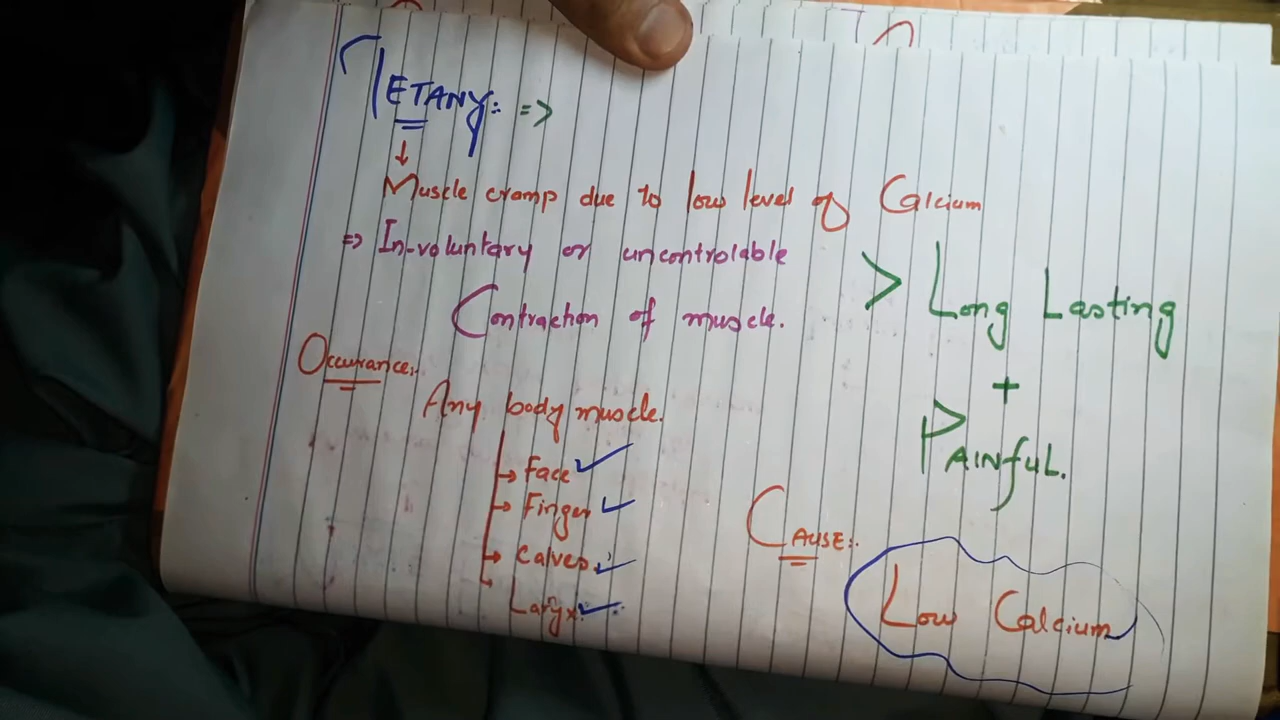 TETANY: =>
↓
Muscle cramp due to low level of Calcium
=> In-voluntary or uncontrolable
Contraction of muscle.
> Long Lasting
+
PAINfuL.
Occurance:
Any body muscle.
→ Face ✓
→ Finger ✓
→ Calves ✓
→ Laryx ✓
CAUSE:
Low Calcium